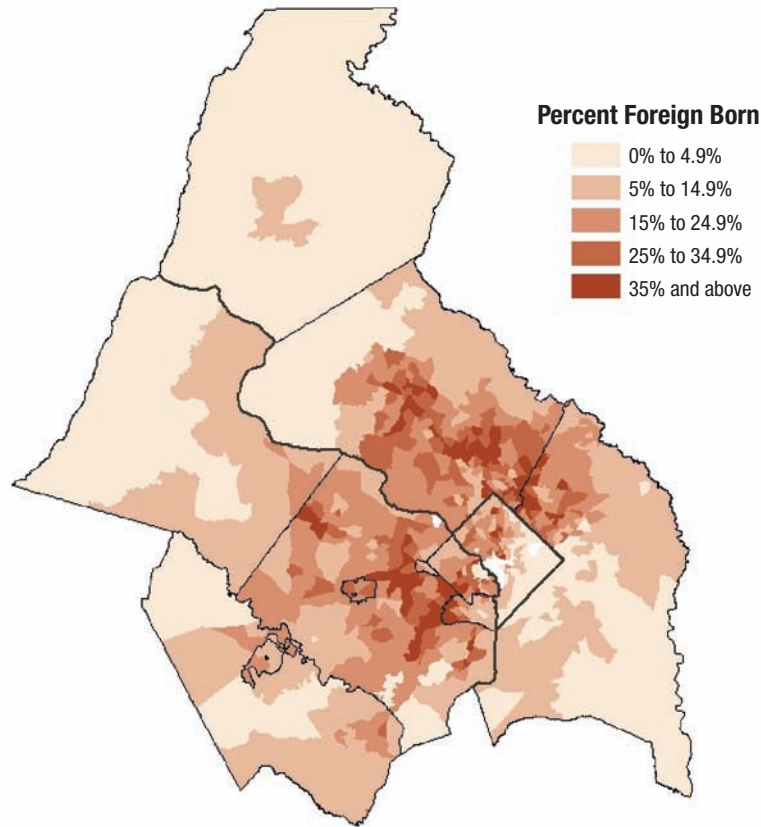 Percent Foreign Born
0% to 4.9%
5% to 14.9%
15% to 24.9%
25% to 34.9%
35% and above